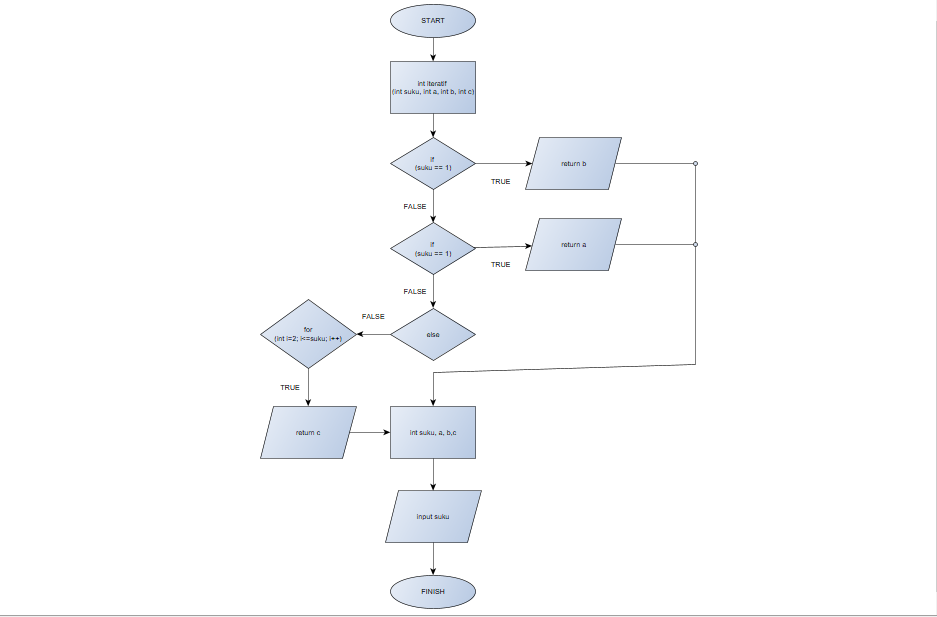 START
int iteratif
(int suku, int a, int b, int c)
if
(suku == 1)
return b
TRUE
FALSE
if
(suku == 1)
return a
TRUE
FALSE
else
FALSE
for
(int i=2; i<=suku; i++)
TRUE
return c
int suku, a, b,c
input suku
FINISH